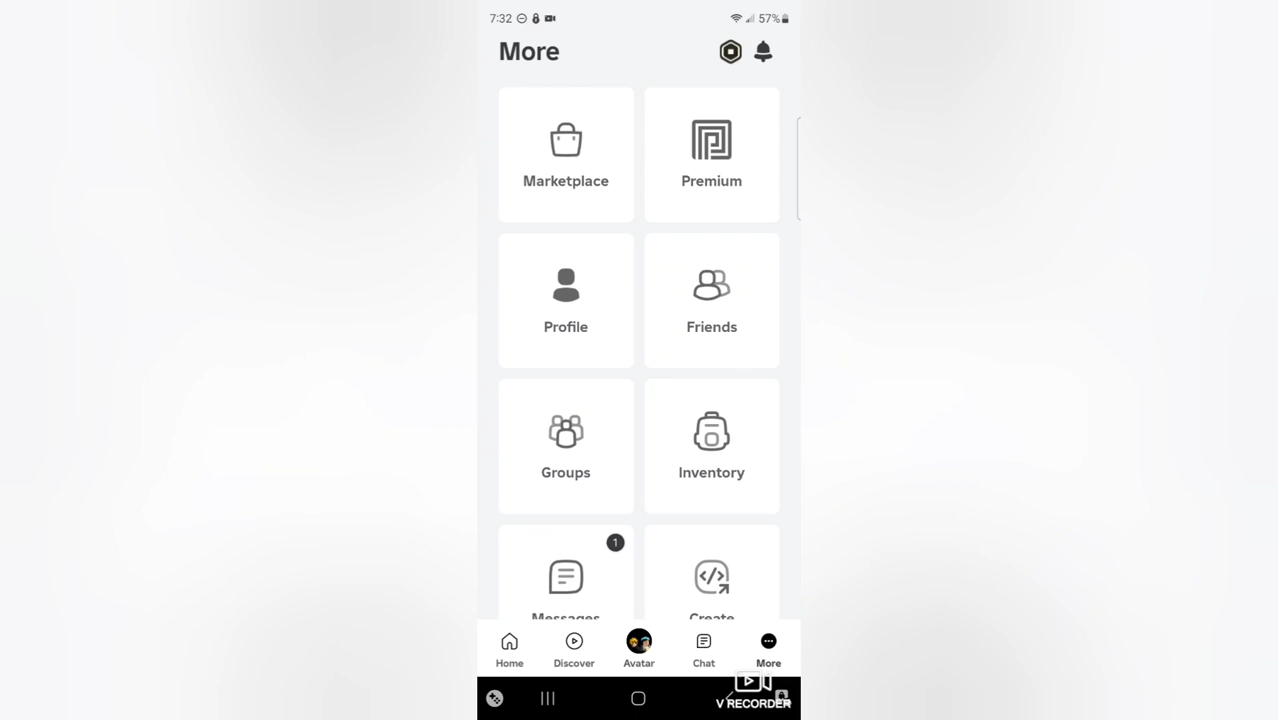 7:32 57%
More
Marketplace Premium
Profile Friends
Groups Inventory
1
Messages Create
Home Discover Avatar Chat More
V RECORDER